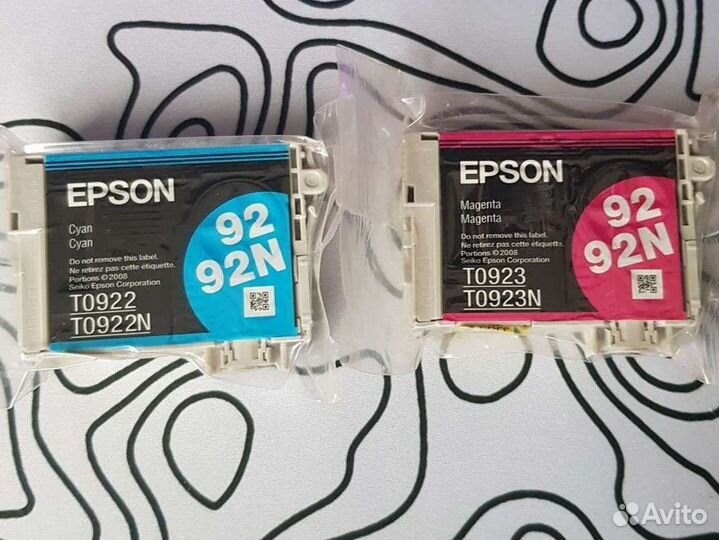 EPSON
Cyan
Cyan
92
92N
Do not remove this label.
Ne retirez pas cette étiquette.
Portions ©2008
Seiko Epson Corporation
T0922
T0922N
EPSON
Magenta
Magenta
92
92N
Do not remove this label.
Ne retirez pas cette étiquette.
Portions ©2008
Seiko Epson Corporation
T0923
T0923N
Avito